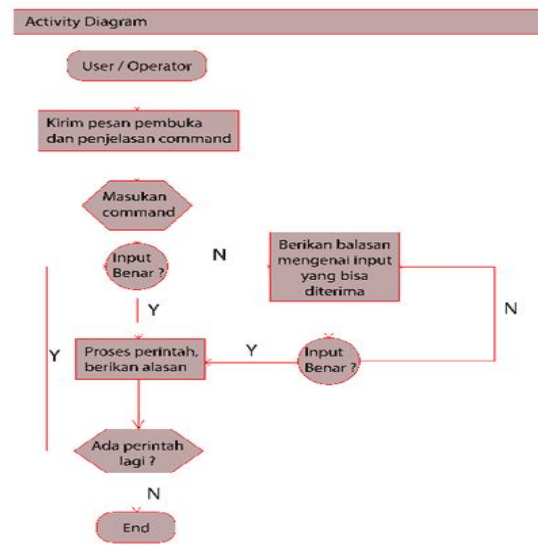 Activity Diagram
User / Operator
Kirim pesan pembuka
dan penjelasan command
Masukan
command
Input
Benar ?
N
Berikan balasan
mengenai input
yang bisa
diterima
N
Y
Y
Proses perintah,
berikan alasan
Y
Input
Benar ?
Ada perintah
lagi ?
N
End